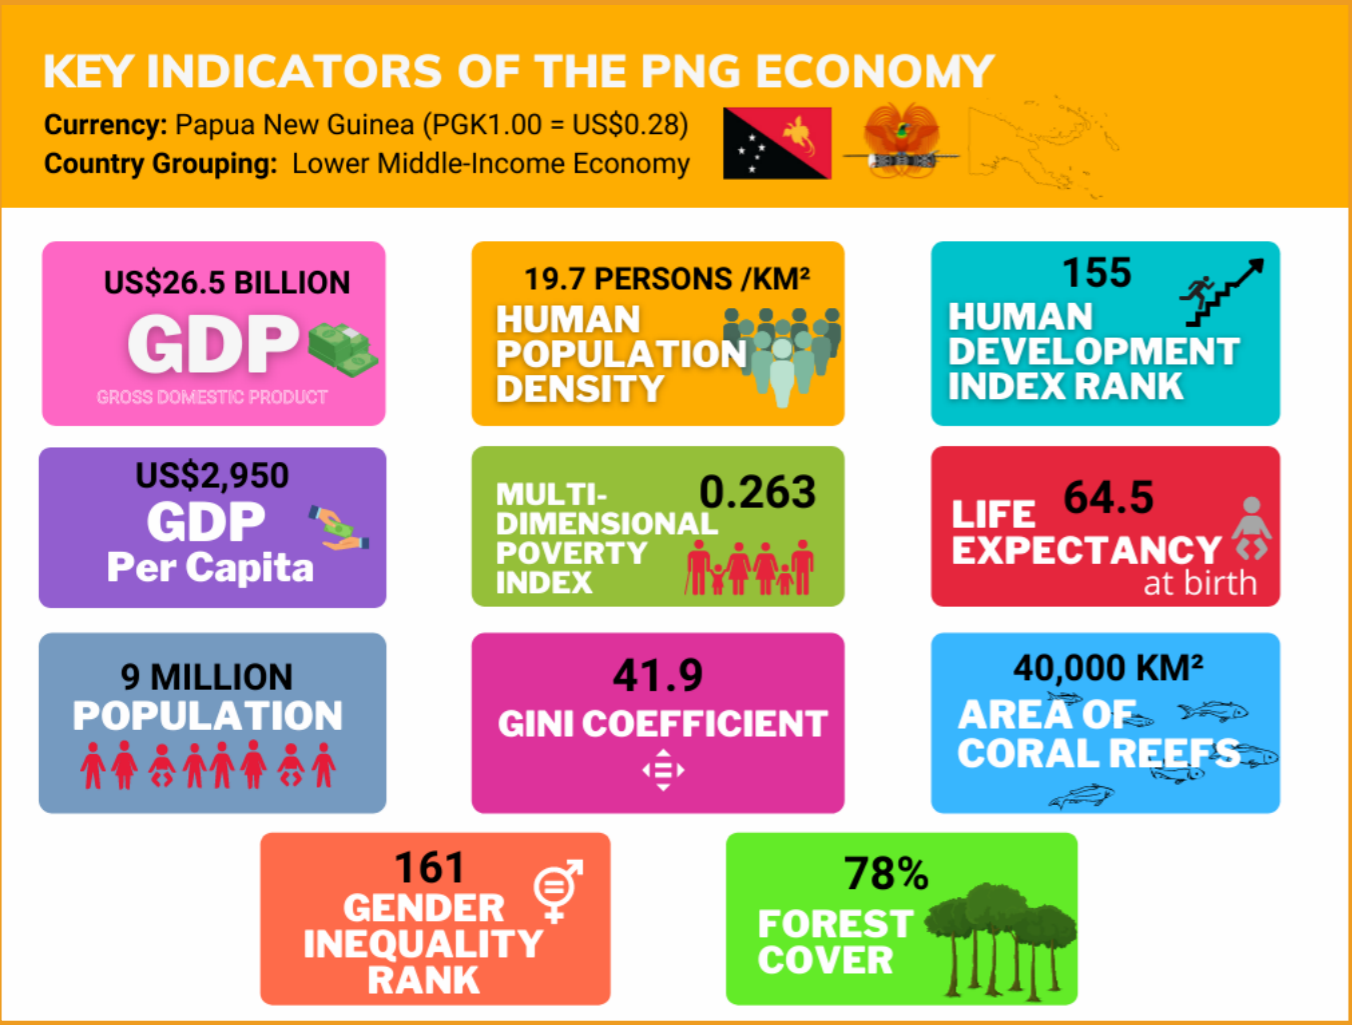 KEY INDICATORS OF THE PNG ECONOMY
Currency: Papua New Guinea (PGK1.00 = US$0.28)
Country Grouping: Lower Middle-Income Economy
US$26.5 BILLION
GDP
GROSS DOMESTIC PRODUCT
19.7 PERSONS /KM²
HUMAN
POPULATION
DENSITY
155
HUMAN
DEVELOPMENT
INDEX RANK
US$2,950
GDP
Per Capita
0.263
MULTI-
DIMENSIONAL
POVERTY
INDEX
LIFE 64.5
EXPECTANCY
at birth
9 MILLION
POPULATION
41.9
GINI COEFFICIENT
40,000 KM²
AREA OF
CORAL REEFS
161
GENDER
INEQUALITY
RANK
78%
FOREST
COVER